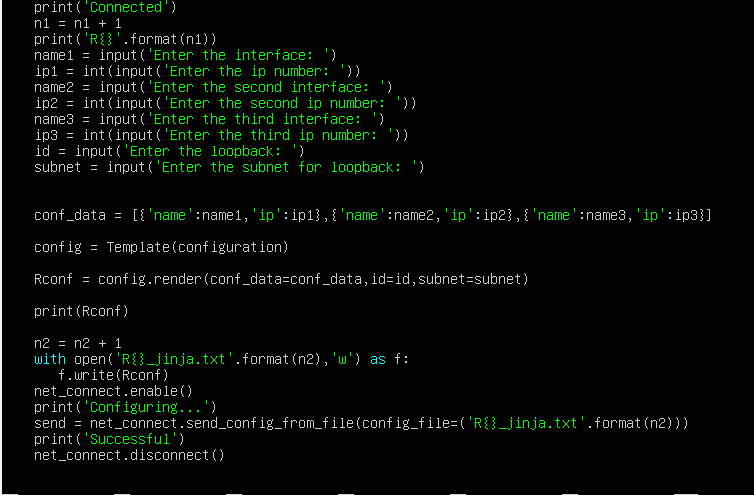 print('Connected')
n1 = n1 + 1
print('R{}'.format(n1))
name1 = input('Enter the interface: ')
ip1 = int(input('Enter the ip number: '))
name2 = input('Enter the second interface: ')
ip2 = int(input('Enter the second ip number: '))
name3 = input('Enter the third interface: ')
ip3 = int(input('Enter the third ip number: '))
id = input('Enter the loopback: ')
subnet = input('Enter the subnet for loopback: ')
conf_data = [{'name':name1,'ip':ip1},{'name':name2,'ip':ip2},{'name':name3,'ip':ip3}]
config = Template(configuration)
Rconf = config.render(conf_data=conf_data,id=id,subnet=subnet)
print(Rconf)
n2 = n2 + 1
with open('R{}_jinja.txt'.format(n2),'w') as f:
f.write(Rconf)
net_connect.enable()
print('Configuring...')
send = net_connect.send_config_from_file(config_file=('R{}_jinja.txt'.format(n2)))
print('Successful')
net_connect.disconnect()